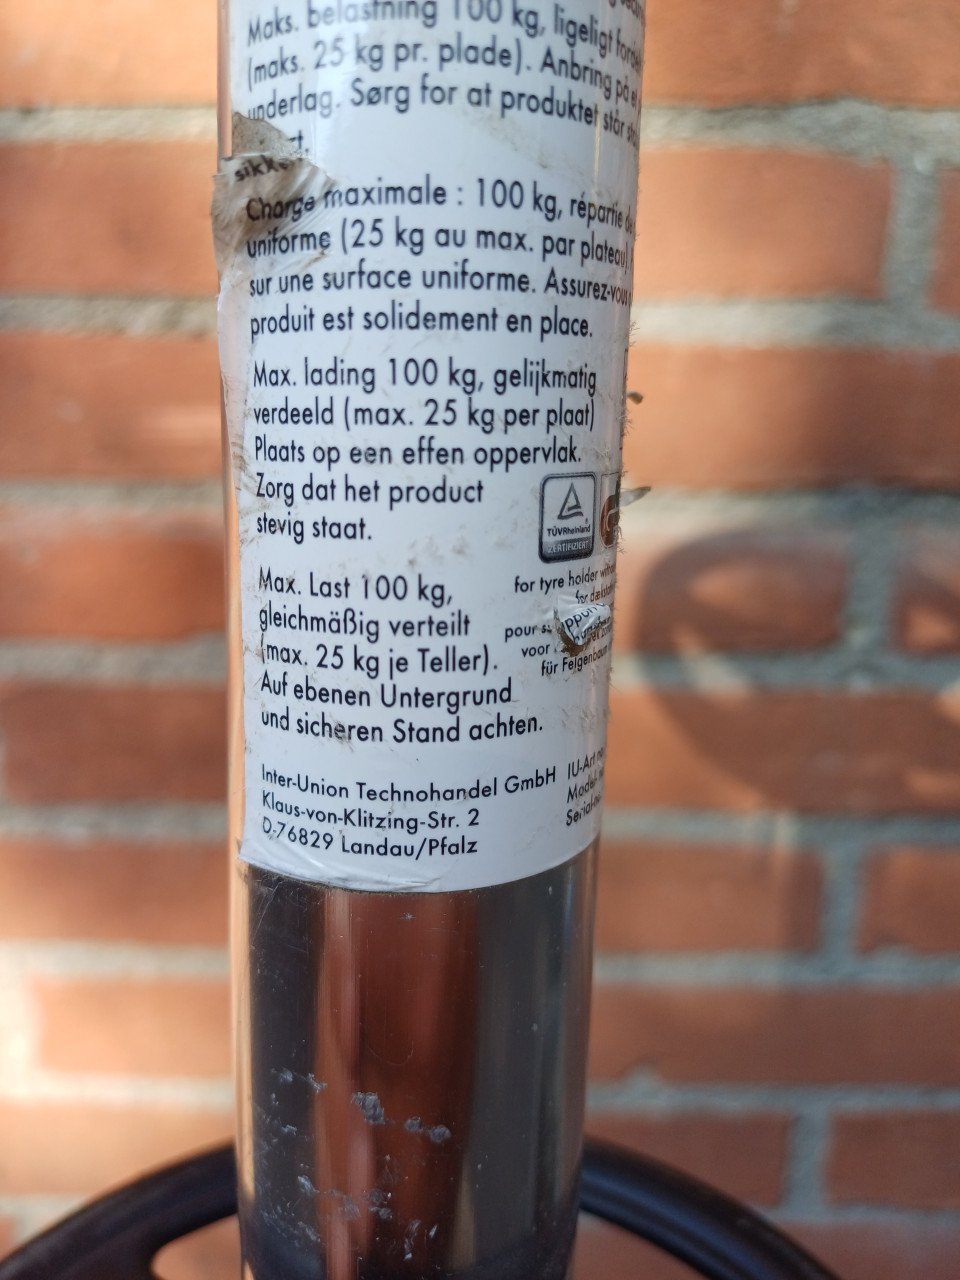 Maks. belastning 100 kg, ligeligt
(maks. 25 kg pr. plade). Anbring på
underlag. Sørg for at produktet står
Charge maximale : 100 kg, répartie
uniforme (25 kg au max. par plateau)
sur une surface uniforme. Assurez-vous
produit est solidement en place.
Max. lading 100 kg, gelijkmatig
verdeeld (max. 25 kg per plaat)
Plaats op een effen oppervlak.
Zorg dat het product
stevig staat.
TÜVRheinland
ZERTIFIZIERT
for tyre holder
for
pour
voor
für Felgenbaum
Max. Last 100 kg,
gleichmäßig verteilt
(max. 25 kg je Teller).
Auf ebenen Untergrund
und sicheren Stand achten.
Inter-Union Technohandel GmbH
Klaus-von-Klitzing-Str. 2
D-76829 Landau/Pfalz
IU-Art